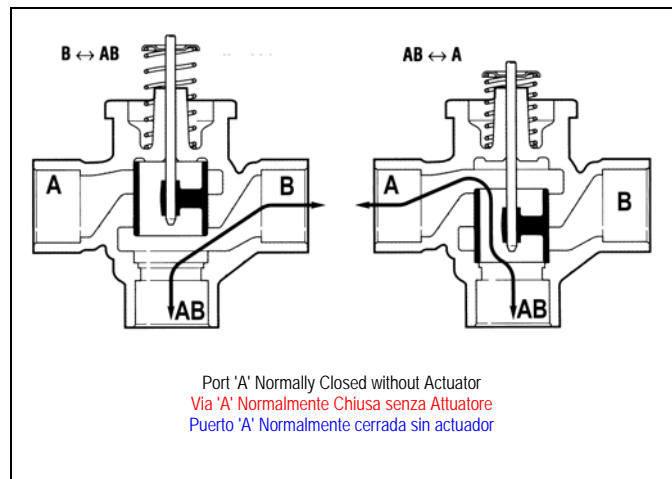 B ↔ AB
AB ↔ A
A
B
AB
A
B
AB
Port 'A' Normally Closed without Actuator
Via 'A' Normalmente Chiusa senza Attuatore
Puerto 'A' Normalmente cerrada sin actuador